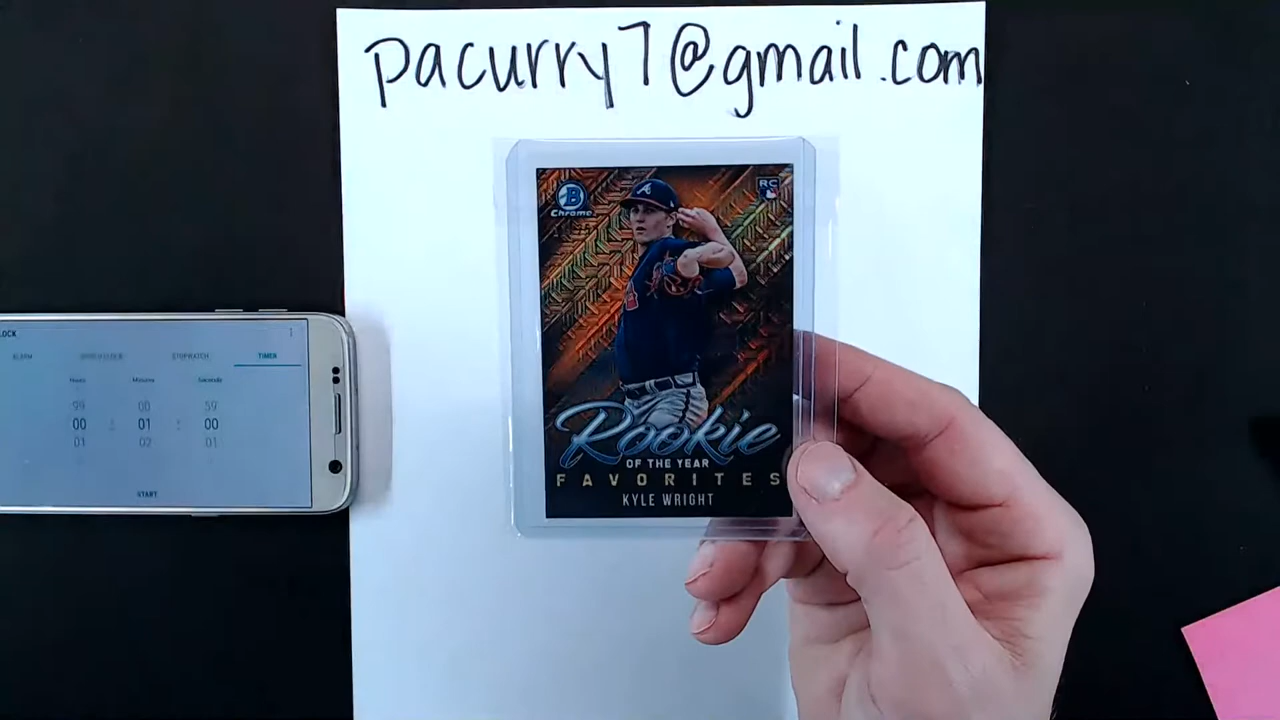 pacurry7@gmail.com
B
Chrome
RC
A
Rookie
OF THE YEAR
FAVORITES
KYLE WRIGHT
LOCK
ALARM STOPWATCH TIMER
Hours Minutes Seconds
99 00 59
00 : 01 : 00
01 02 01
START